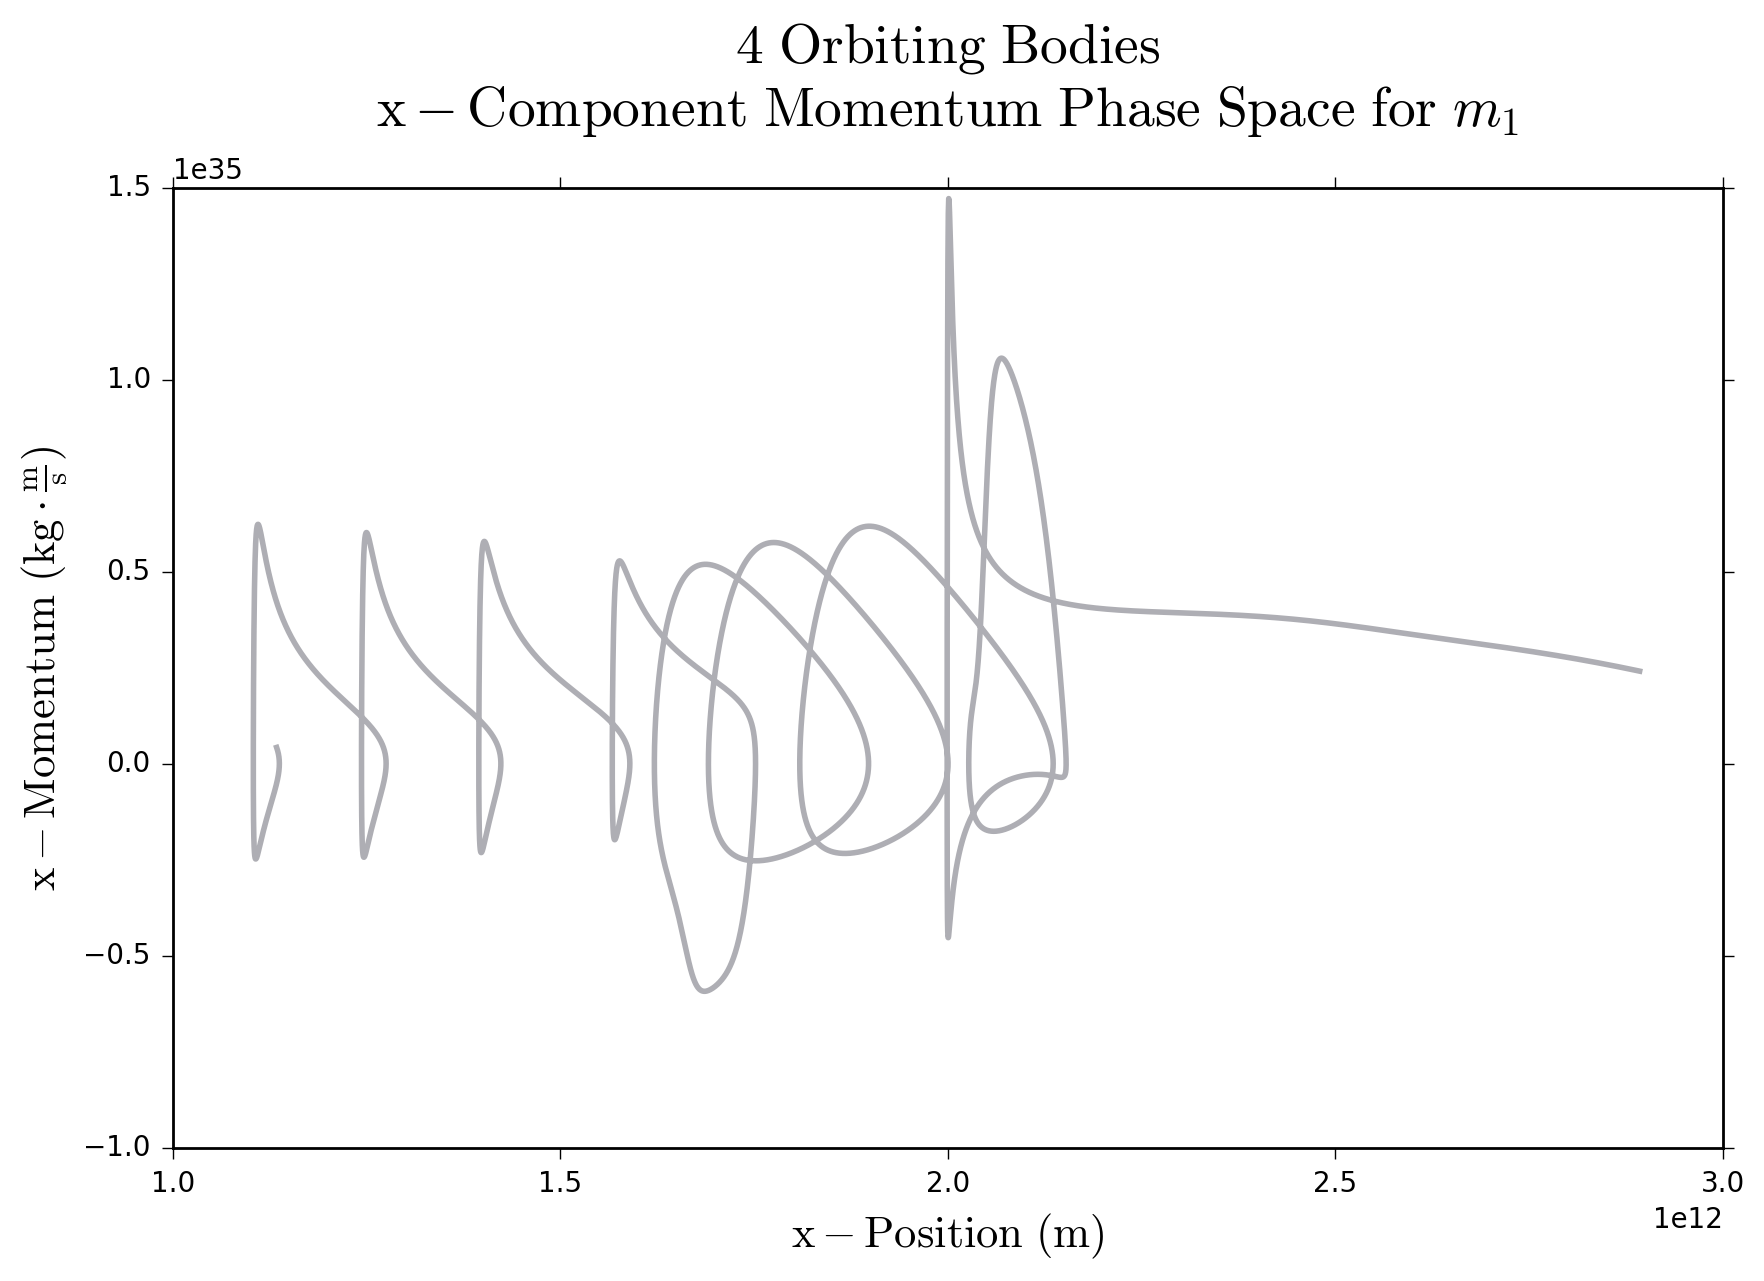 4 Orbiting Bodies
x − Component Momentum Phase Space for m₁
1e35
1.5
1.0
0.5
0.0
−0.5
−1.0
x − Momentum (kg · m/s)
1.0 1.5 2.0 2.5 3.0
1e12
x − Position (m)